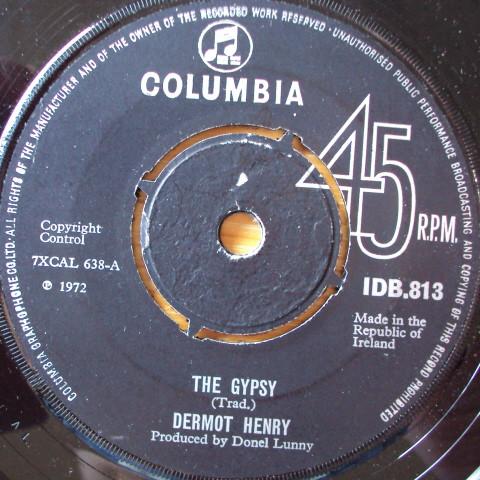 COLUMBIA GRAPHOPHONE CO. LTD. · ALL RIGHTS OF THE MANUFACTURER AND OF THE OWNER OF THE RECORDED WORK RESERVED · UNAUTHORISED PUBLIC PERFORMANCE BROADCASTING AND COPYING OF THIS RECORD PROHIBITED
COLUMBIA
45
R.P.M.
Copyright
Control
7XCAL 638-A
℗ 1972
IDB.813
Made in the
Republic of
Ireland
THE GYPSY
(Trad.)
DERMOT HENRY
Produced by Donel Lunny